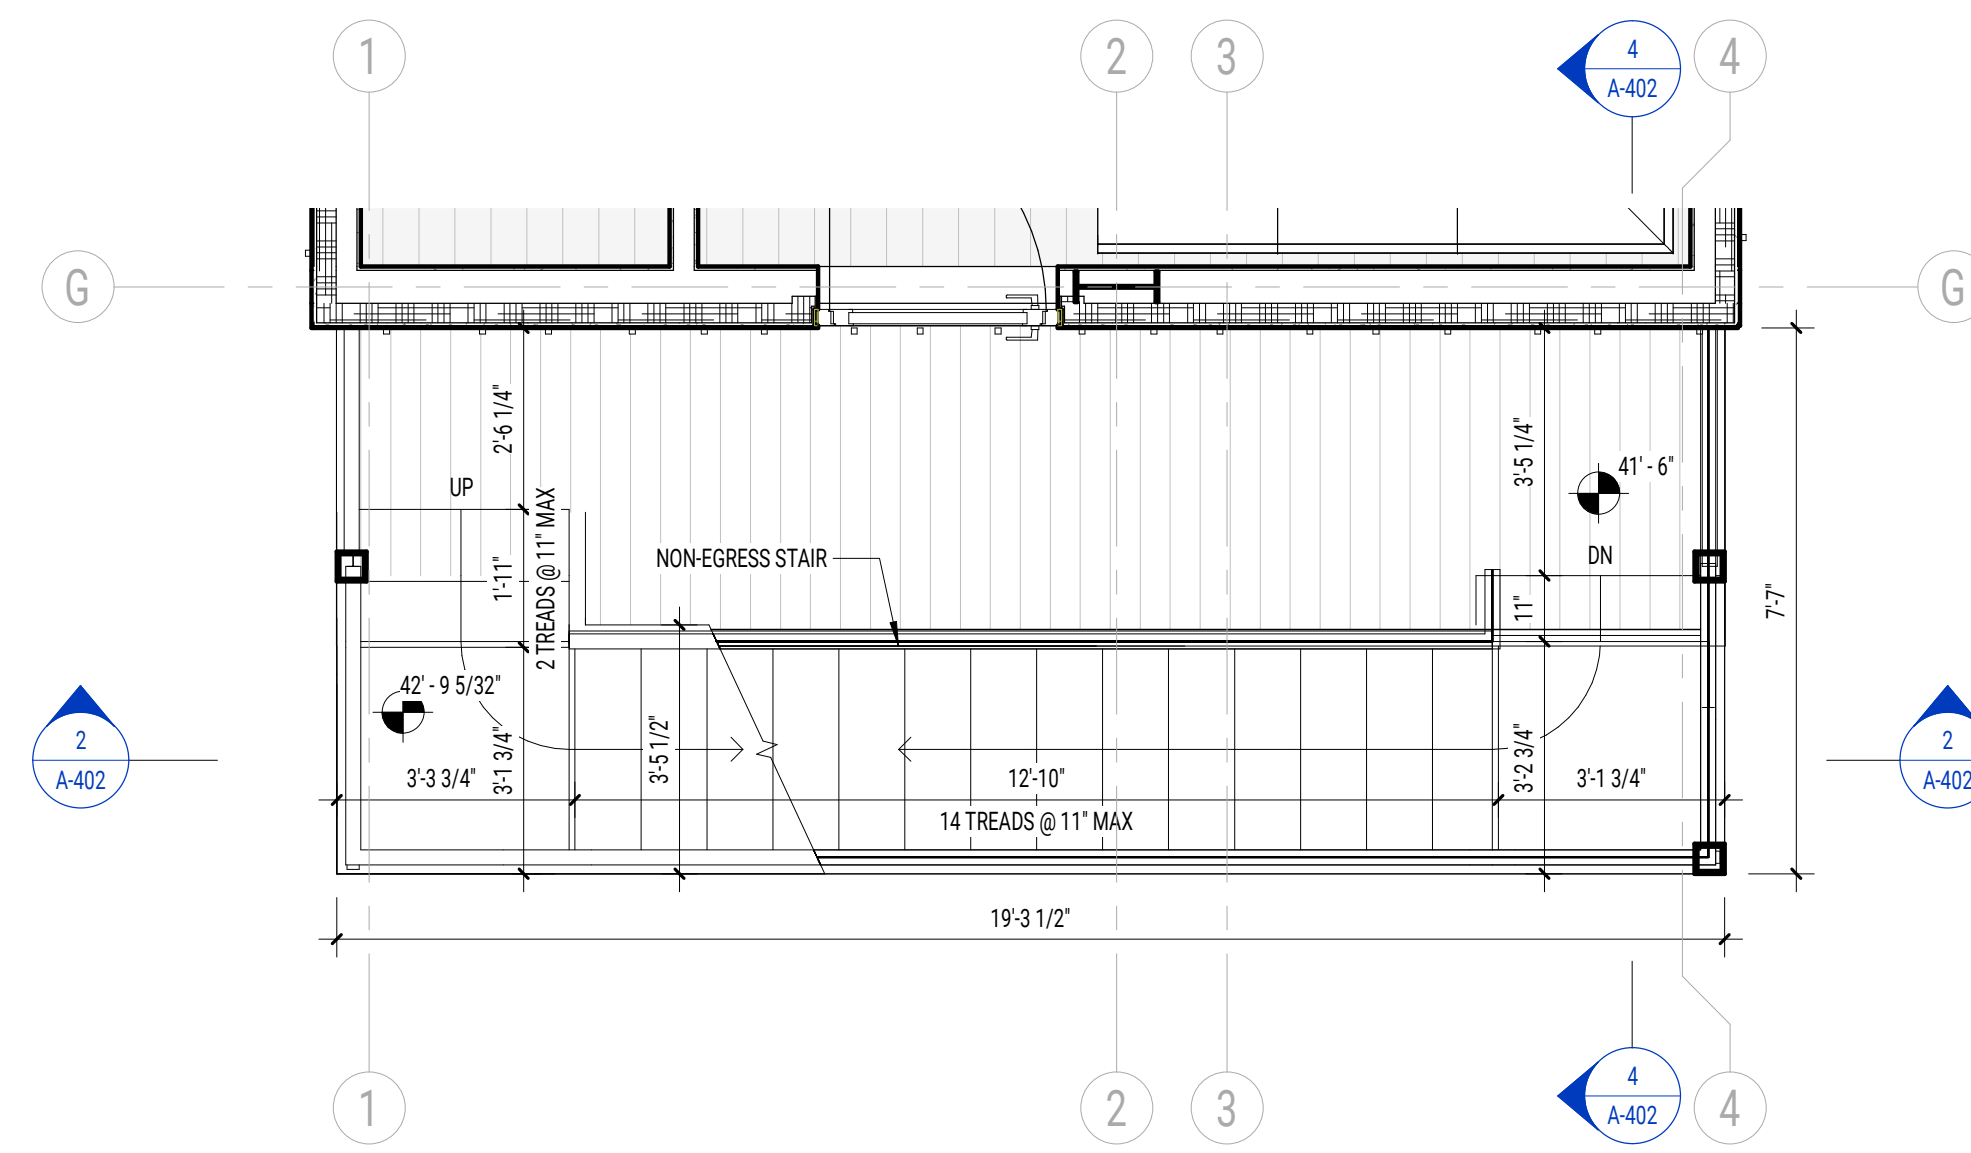 1
2
3
4
A-402
4
G
G
2'-6 1/4"
3'-5 1/4"
41' - 6"
UP
2 TREADS @ 11" MAX
NON-EGRESS STAIR
DN
1'-11"
11"
7'-7"
42' - 9 5/32"
2
A-402
3'-1 3/4"
3'-5 1/2"
3'-2 3/4"
2
A-402
3'-3 3/4"
12'-10"
3'-1 3/4"
14 TREADS @ 11" MAX
19'-3 1/2"
1
2
3
4
A-402
4